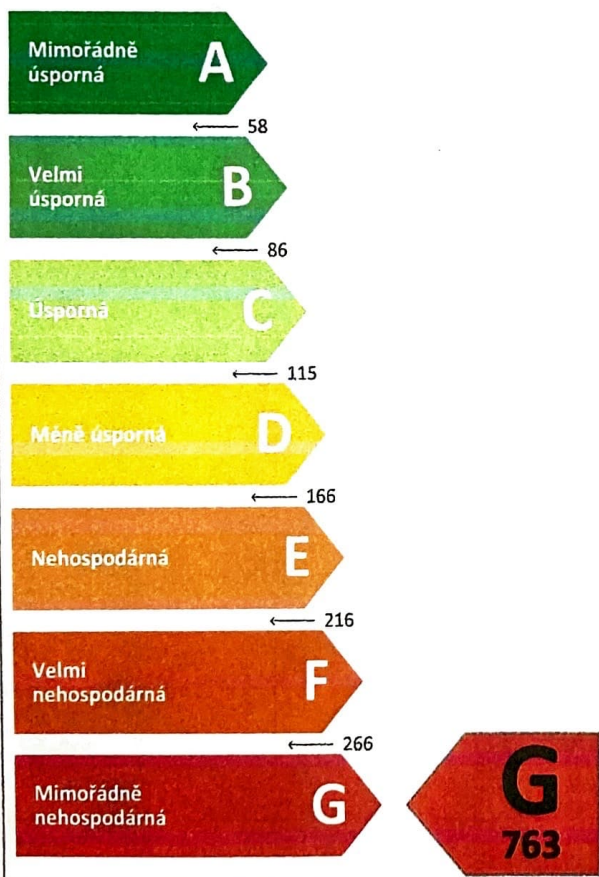 Mimořádně
úsporná
A
← 58
Velmi
úsporná
B
← 86
Úsporná
C
← 115
Méně úsporná
D
← 166
Nehospodárná
E
← 216
Velmi
nehospodárná
F
← 266
Mimořádně
nehospodárná
G
G
763